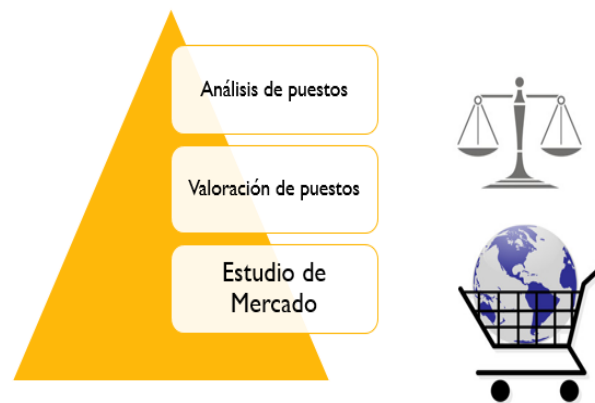 Análisis de puestos
Valoración de puestos
Estudio de
Mercado